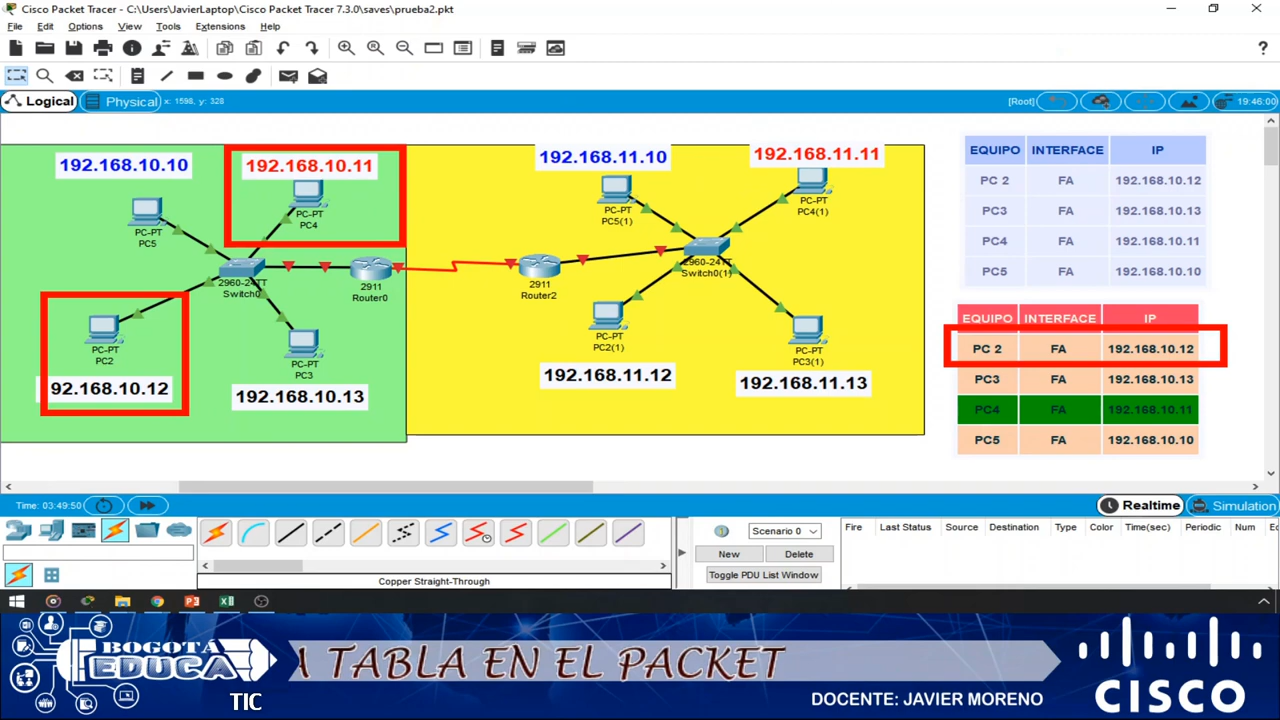 Cisco Packet Tracer - C:\Users\JavierLaptop\Cisco Packet Tracer 7.3.0\saves\prueba2.pkt
File Edit Options View Tools Extensions Help
Logical Physical x: 1598, y: 328 [Root] 19:46:00
192.168.10.10
192.168.10.11
192.168.11.10
192.168.11.11
PC-PT
PC5
PC-PT
PC4
PC-PT
PC5(1)
PC-PT
PC4(1)
2960-24TT
Switch0
2911
Router0
2911
Router2
2960-24TT
Switch0(1)
PC-PT
PC2
PC-PT
PC3
PC-PT
PC2(1)
PC-PT
PC3(1)
92.168.10.12
192.168.10.13
192.168.11.12
192.168.11.13
EQUIPO INTERFACE IP
PC 2 FA 192.168.10.12
PC3 FA 192.168.10.13
PC4 FA 192.168.10.11
PC5 FA 192.168.10.10
EQUIPO INTERFACE IP
PC 2 FA 192.168.10.12
PC3 FA 192.168.10.13
PC4 FA 192.168.10.11
PC5 FA 192.168.10.10
Time: 03:49:50
Realtime Simulation
Scenario 0
New Delete
Toggle PDU List Window
Fire Last Status Source Destination Type Color Time(sec) Periodic Num Ec
Copper Straight-Through
BOGOTÁ
EDUCA
TIC
A TABLA EN EL PACKET
DOCENTE: JAVIER MORENO
CISCO